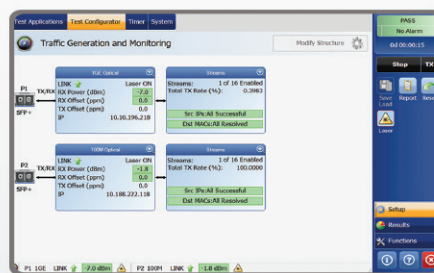 Test Applications Test Configurator Timer System
Traffic Generation and Monitoring
Modify Structure
PASS
No Alarm
0d 00:00:15
Stop TX
Save
Load
Report
Laser
1GE Optical
P1
TX/RX
SFP+
LINK Laser ON
RX Power (dBm) -7.0
RX Offset (ppm) 0.0
TX Offset (ppm) 0.0
IP 10.10.196.218
Streams
Streams: 1 of 16 Enabled
Total TX Rate (%) 0.3983
Src IPs:All Successful
Dst MACs:All Resolved
100M Optical
P2
TX/RX
SFP+
LINK Laser ON
RX Power (dBm) -1.8
RX Offset (ppm) 0.0
TX Offset (ppm) 0.0
IP 10.188.222.118
Streams
Streams: 1 of 16 Enabled
Total TX Rate (%) 100.0000
Src IPs:All Successful
Dst MACs:All Resolved
Setup
Results
Functions
P1 1GE LINK -7.0 dBm P2 100M LINK -1.8 dBm